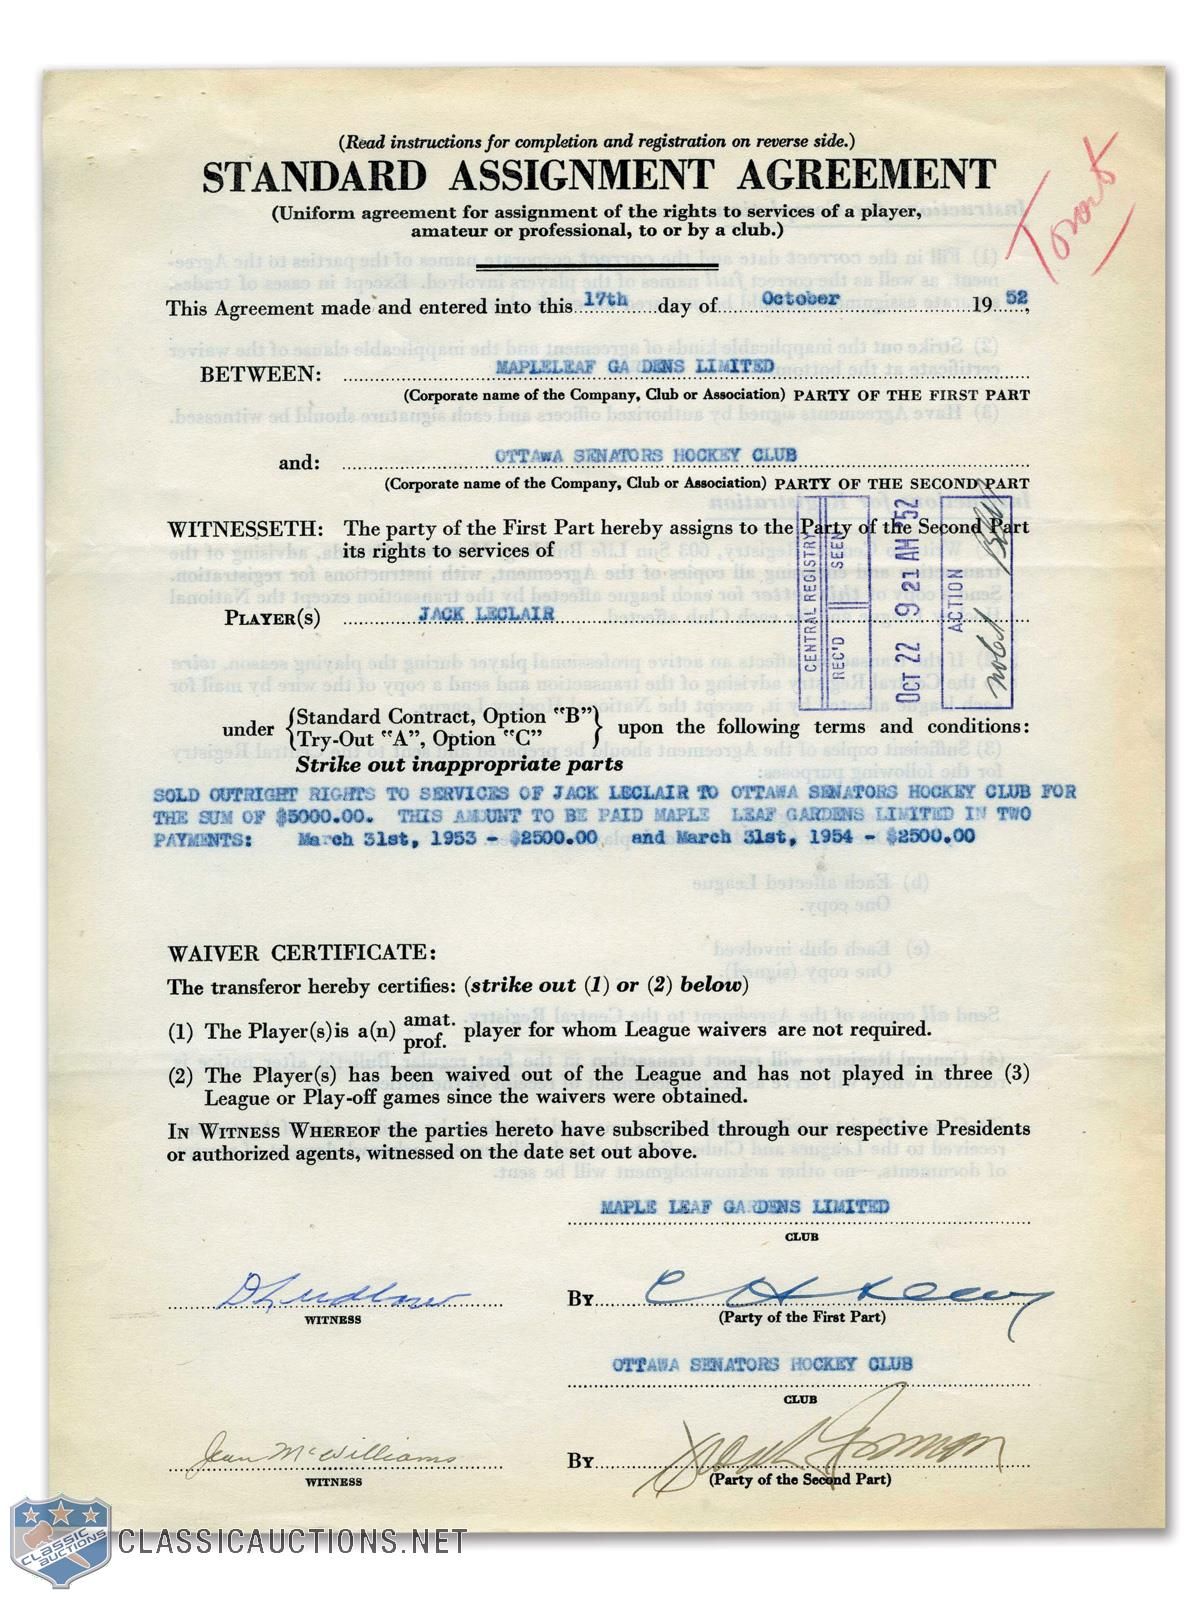 (Read instructions for completion and registration on reverse side.)
STANDARD ASSIGNMENT AGREEMENT
(Uniform agreement for assignment of the rights to services of a player,
amateur or professional, to or by a club.)
Toronto
This Agreement made and entered into this 17th day of October 19 52,
BETWEEN: MAPLELEAF GA DENS LIMITED
(Corporate name of the Company, Club or Association) PARTY OF THE FIRST PART
and: OTTAWA SENATORS HOCKEY CLUB
(Corporate name of the Company, Club or Association) PARTY OF THE SECOND PART
WITNESSETH: The party of the First Part hereby assigns to the Party of the Second Part
its rights to services of
CENTRAL REGISTRY
REC'D SEEN
OCT 22 9 21 AM '52
ACTION
PLAYER(S) JACK LECLAIR
under {Standard Contract, Option "B"} upon the following terms and conditions:
{Try-Out "A", Option "C"}
Strike out inappropriate parts
SOLD OUTRIGHT RIGHTS TO SERVICES OF JACK LECLAIR TO OTTAWA SENATORS HOCKEY CLUB FOR
THE SUM OF $5000.00. THIS AMOUNT TO BE PAID MAPLE LEAF GARDENS LIMITED IN TWO
PAYMENTS: March 31st, 1953 - $2500.00 and March 31st, 1954 - $2500.00
WAIVER CERTIFICATE:
The transferor hereby certifies: (strike out (1) or (2) below)
(1) The Player(s) is a(n) amat. prof. player for whom League waivers are not required.
(2) The Player(s) has been waived out of the League and has not played in three (3)
League or Play-off games since the waivers were obtained.
IN WITNESS WHEREOF the parties hereto have subscribed through our respective Presidents
or authorized agents, witnessed on the date set out above.
MAPLE LEAF GARDENS LIMITED
CLUB
D Ludlow By
WITNESS (Party of the First Part)
OTTAWA SENATORS HOCKEY CLUB
CLUB
Jean McWilliams By
WITNESS (Party of the Second Part)
CLASSIC AUCTIONS
CLASSICAUCTIONS.NET